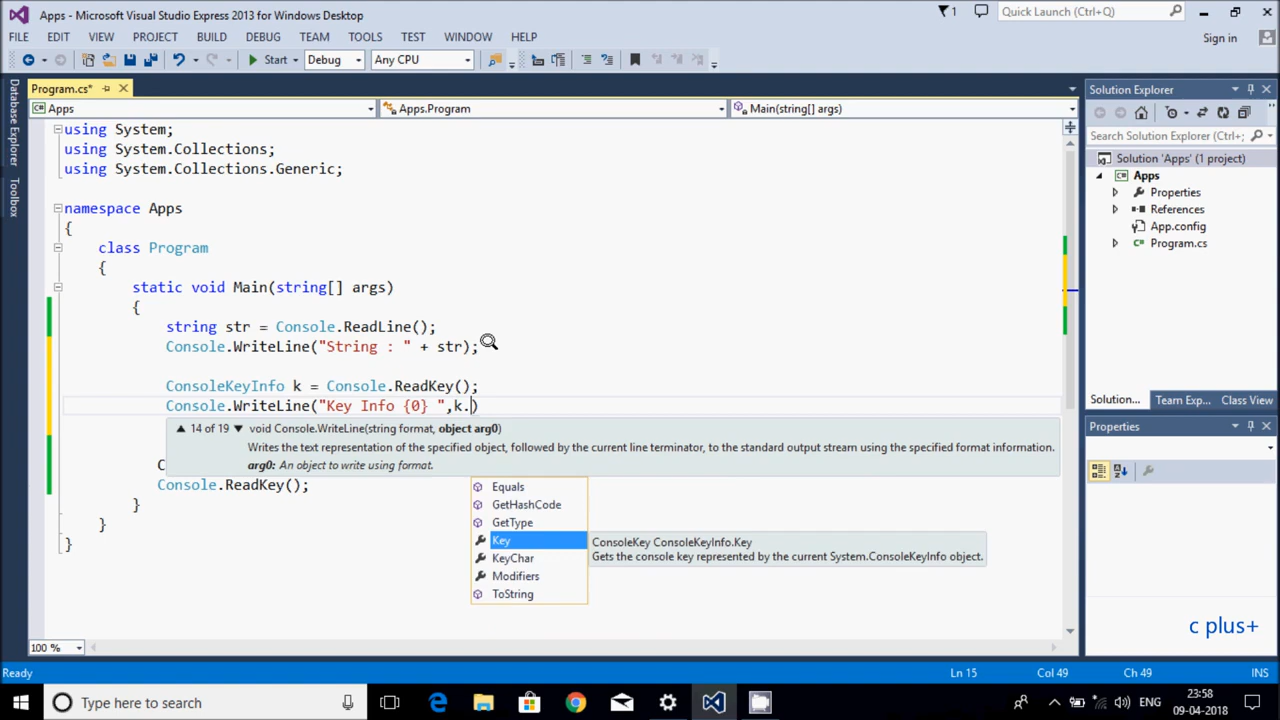 Apps - Microsoft Visual Studio Express 2013 for Windows Desktop
1
Quick Launch (Ctrl+Q)
FILE EDIT VIEW PROJECT BUILD DEBUG TEAM TOOLS TEST WINDOW HELP
Sign in
Start Debug Any CPU
Program.cs*
Solution Explorer
Apps
Apps.Program
Main(string[] args)
Data Explorer
Toolbox
Search Solution Explorer (Ctrl+;
Solution 'Apps' (1 project)
Apps
Properties
References
App.config
Program.cs
using System;
using System.Collections;
using System.Collections.Generic;
namespace Apps
{
class Program
{
static void Main(string[] args)
{
string str = Console.ReadLine();
Console.WriteLine("String : " + str);
ConsoleKeyInfo k = Console.ReadKey();
Console.WriteLine("Key Info {0} ",k.)
14 of 19 void Console.WriteLine(string format, object arg0)
Writes the text representation of the specified object, followed by the current line terminator, to the standard output stream using the specified format information.
arg0: An object to write using format.
C
Console.ReadKey();
}
}
}
Equals
GetHashCode
GetType
Key
KeyChar
Modifiers
ToString
ConsoleKey ConsoleKeyInfo.Key
Gets the console key represented by the current System.ConsoleKeyInfo object.
Solution... Team Exp... Class View
Properties
c plus+
100 %
Ready
Ln 15
Col 49
Ch 49
INS
Type here to search
ENG
23:58
09-04-2018